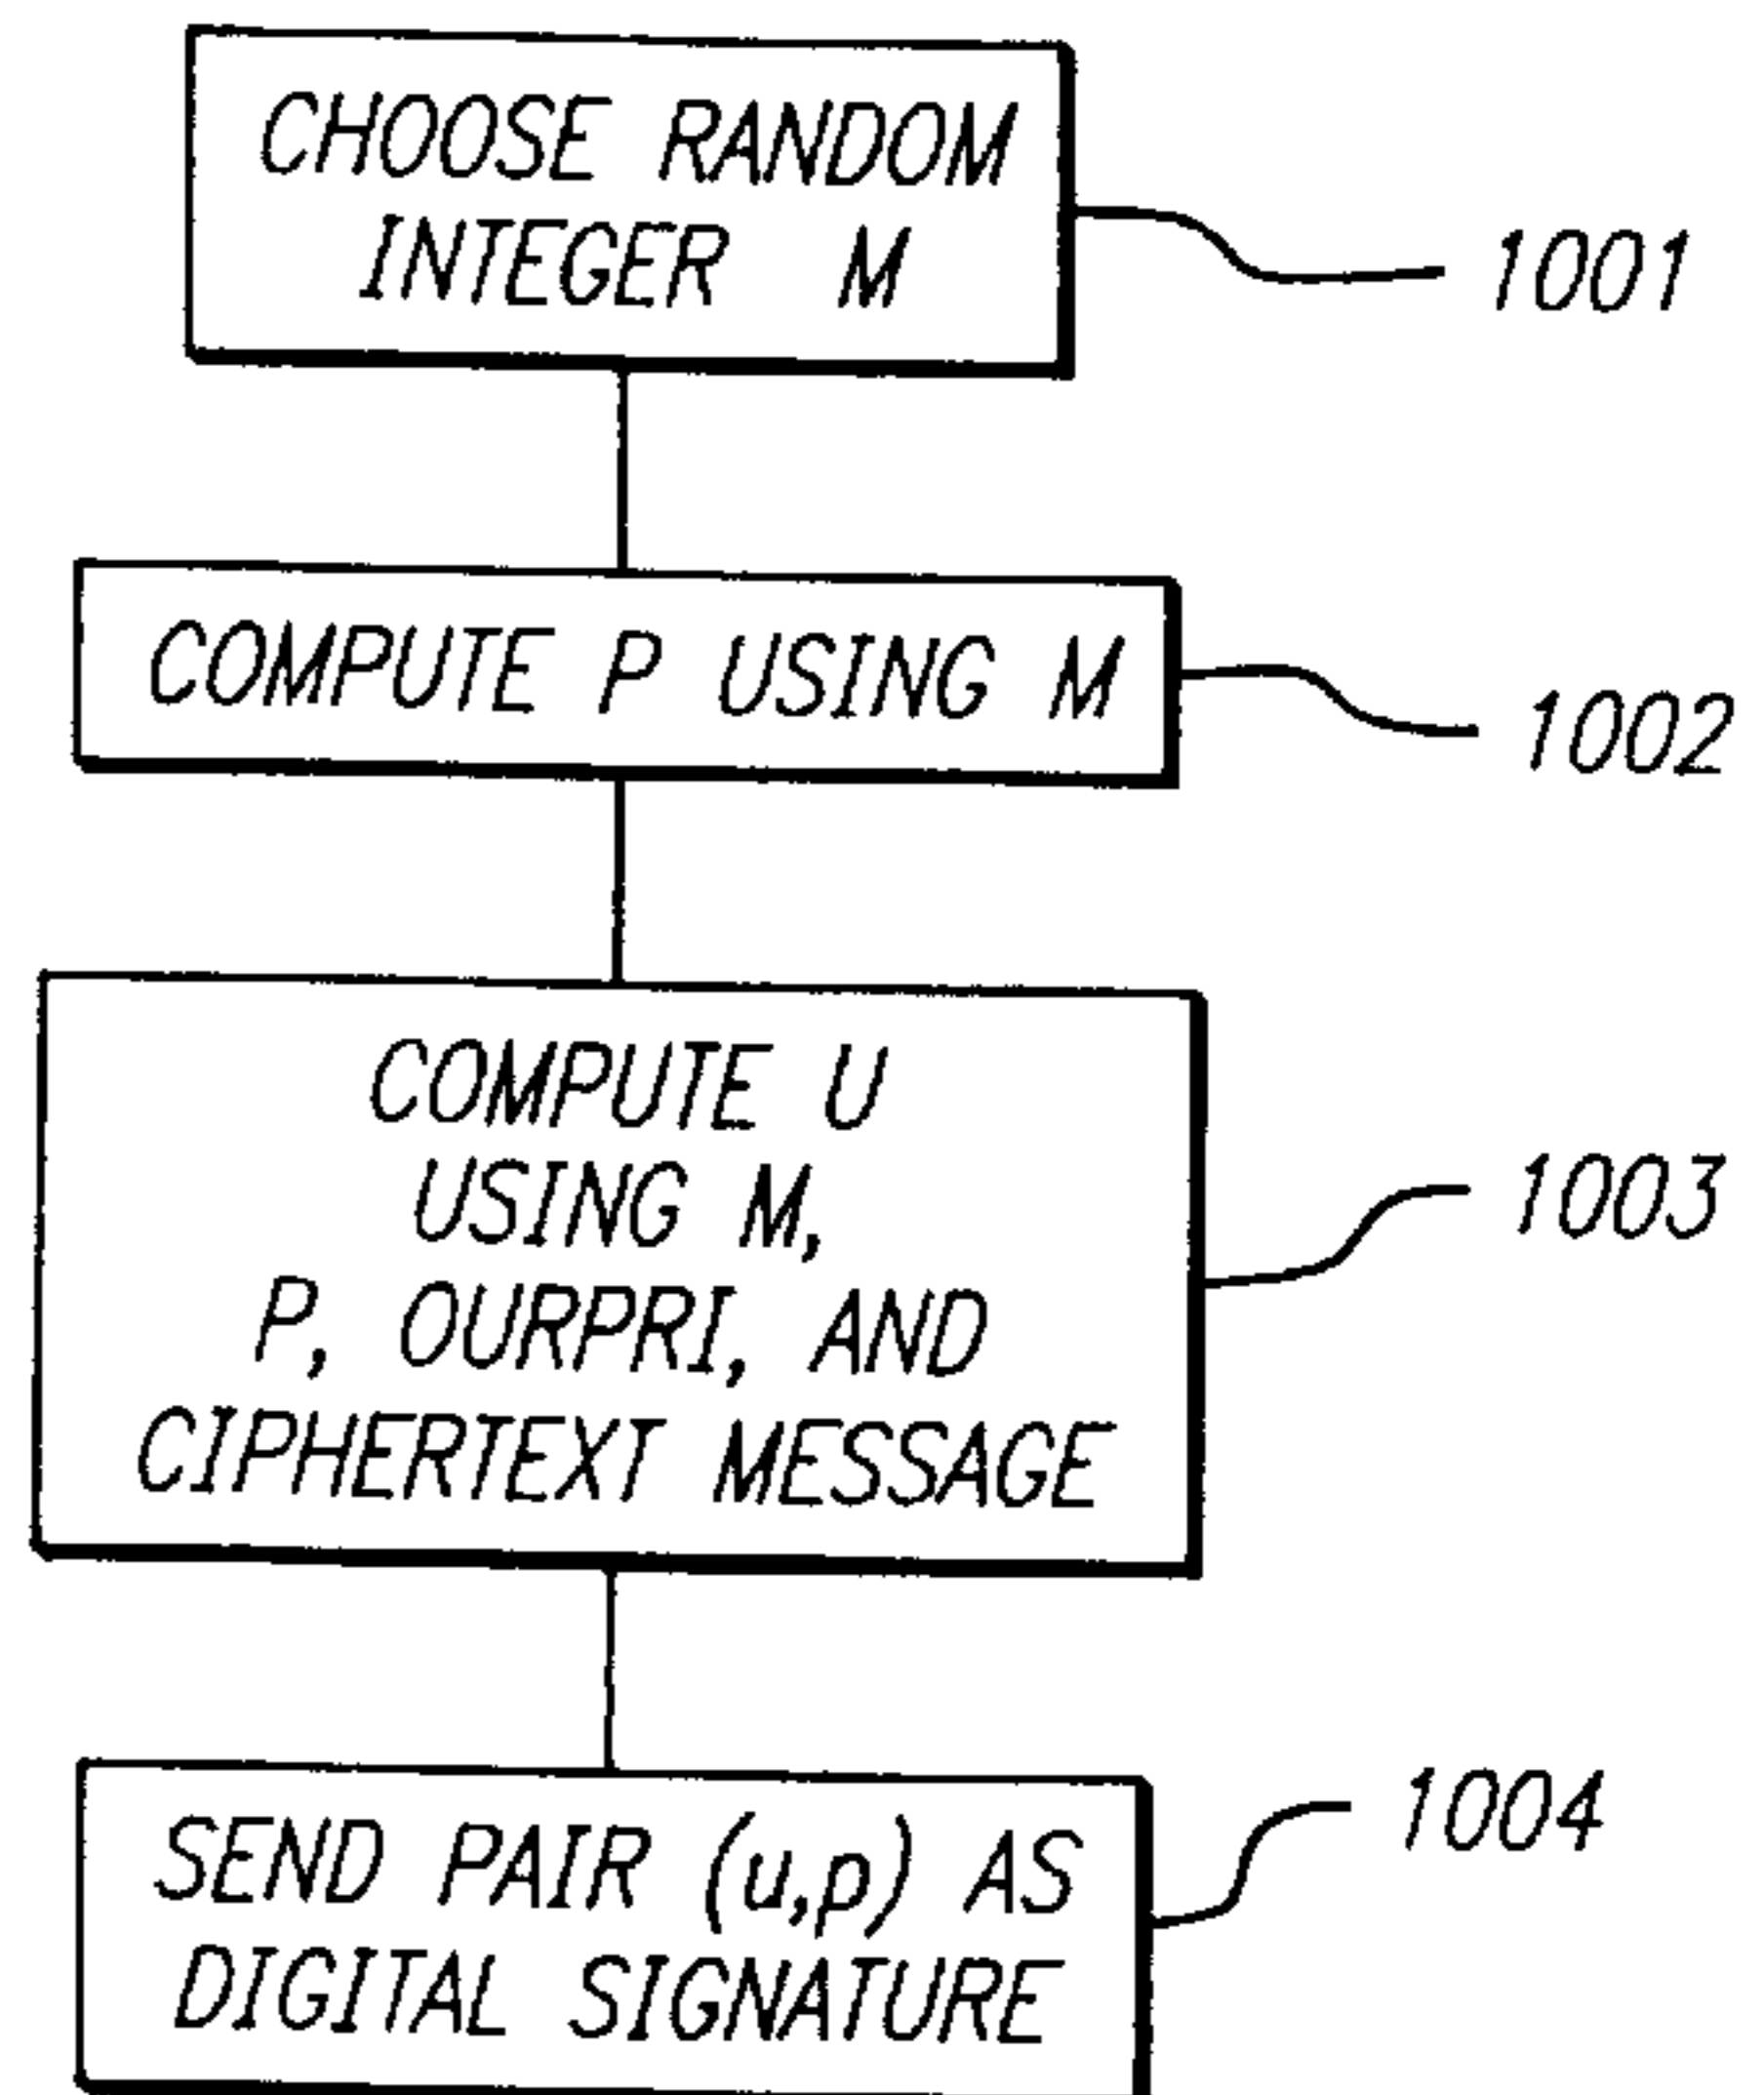 CHOOSE RANDOM
INTEGER M
1001
COMPUTE P USING M
1002
COMPUTE U
USING M,
P, OURPRI, AND
CIPHERTEXT MESSAGE
1003
SEND PAIR (u,p) AS
DIGITAL SIGNATURE
1004